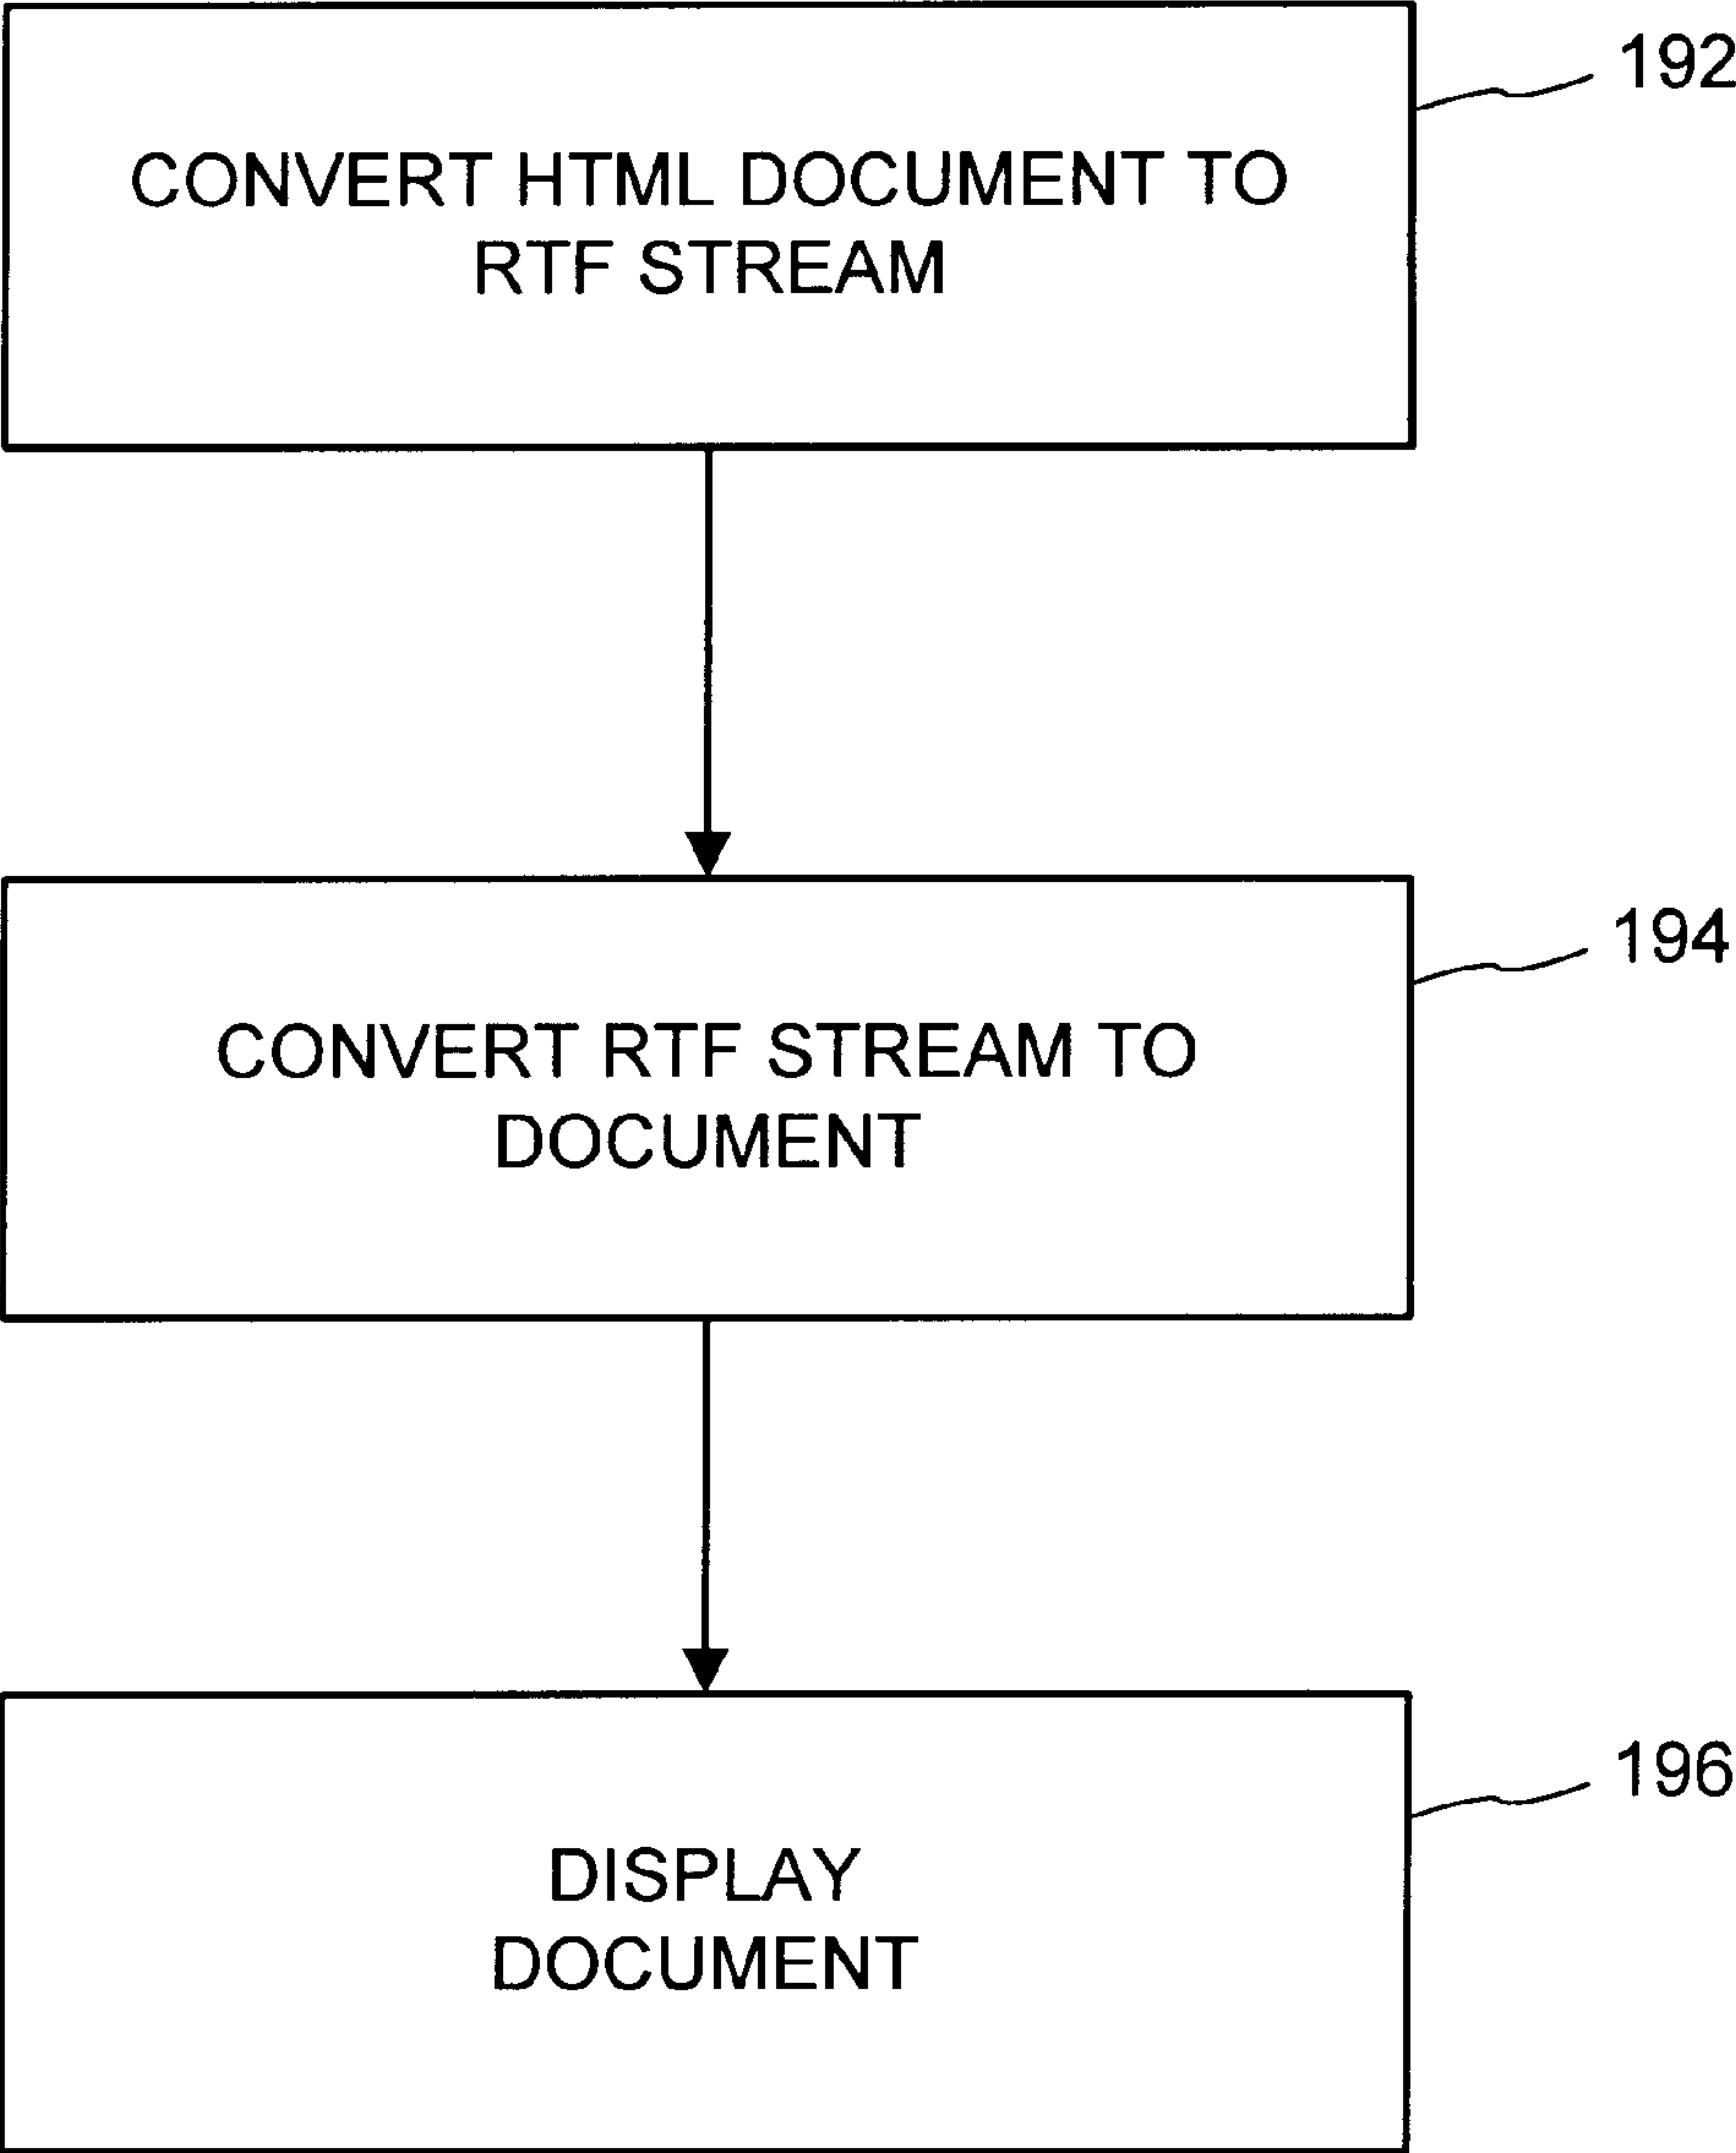 192
CONVERT HTML DOCUMENT TO
RTF STREAM
194
CONVERT RTF STREAM TO
DOCUMENT
196
DISPLAY
DOCUMENT